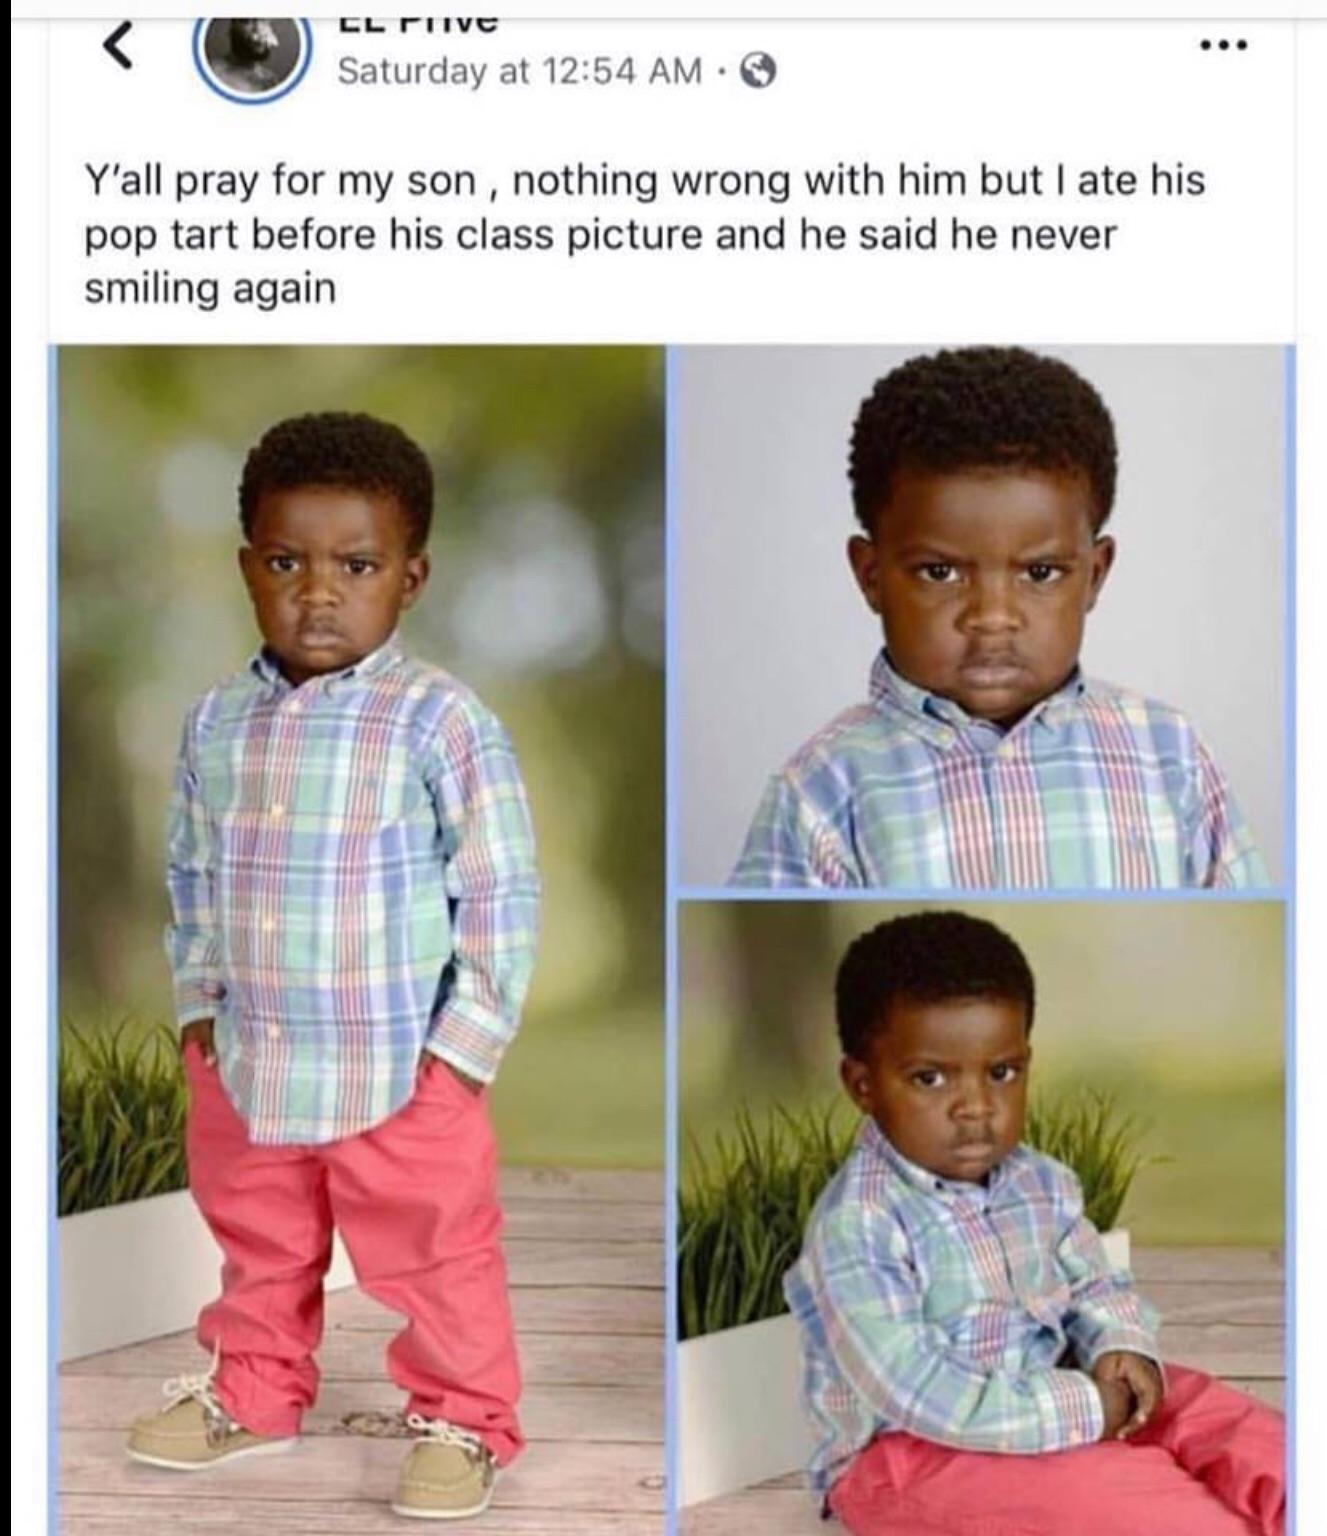 Saturday at 12:54 AM ·
Y'all pray for my son , nothing wrong with him but I ate his
pop tart before his class picture and he said he never
smiling again